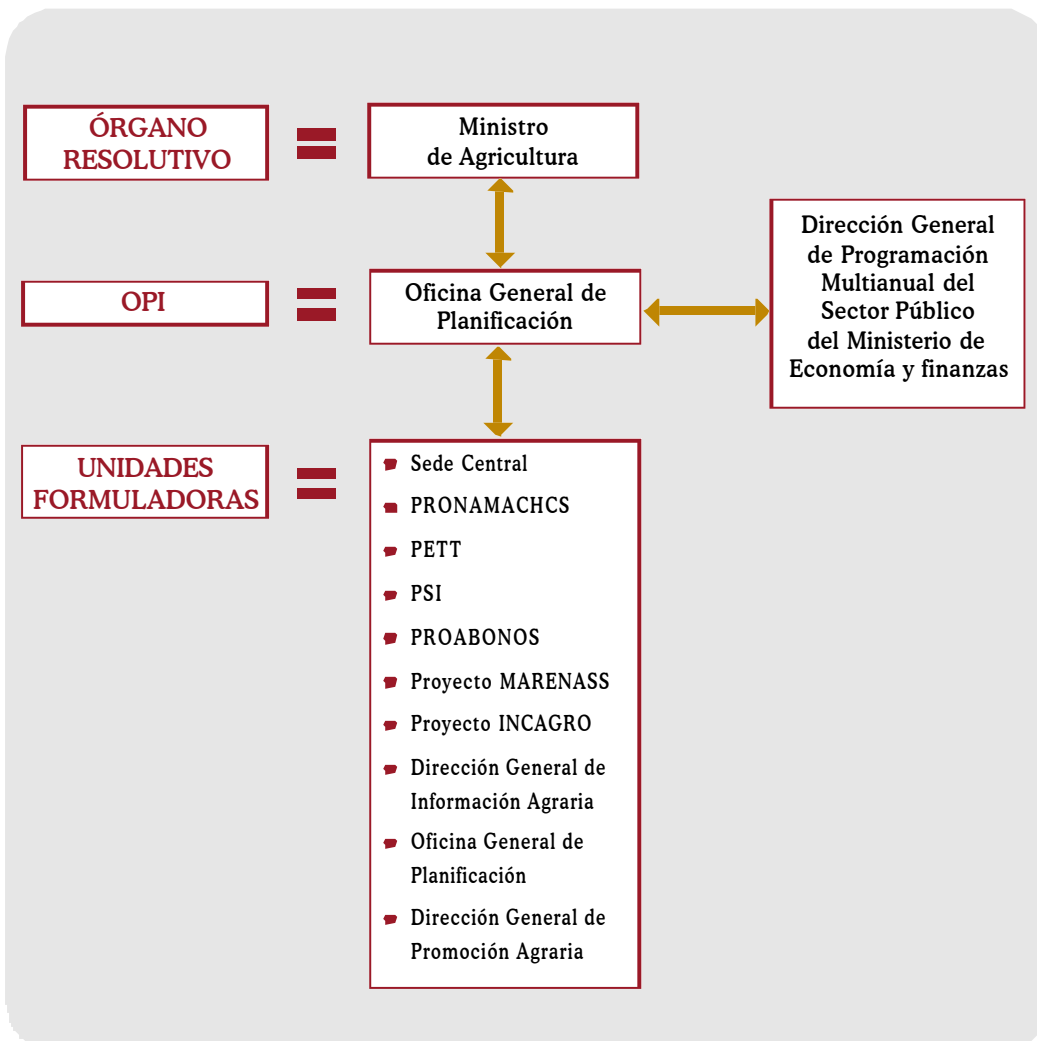 ÓRGANO
RESOLUTIVO
Ministro
de Agricultura
OPI
Oficina General de
Planificación
Dirección General
de Programación
Multianual del
Sector Público
del Ministerio de
Economía y finanzas
UNIDADES
FORMULADORAS
Sede Central
PRONAMACHCS
PETT
PSI
PROABONOS
Proyecto MARENASS
Proyecto INCAGRO
Dirección General de
Información Agraria
Oficina General de
Planificación
Dirección General de
Promoción Agraria